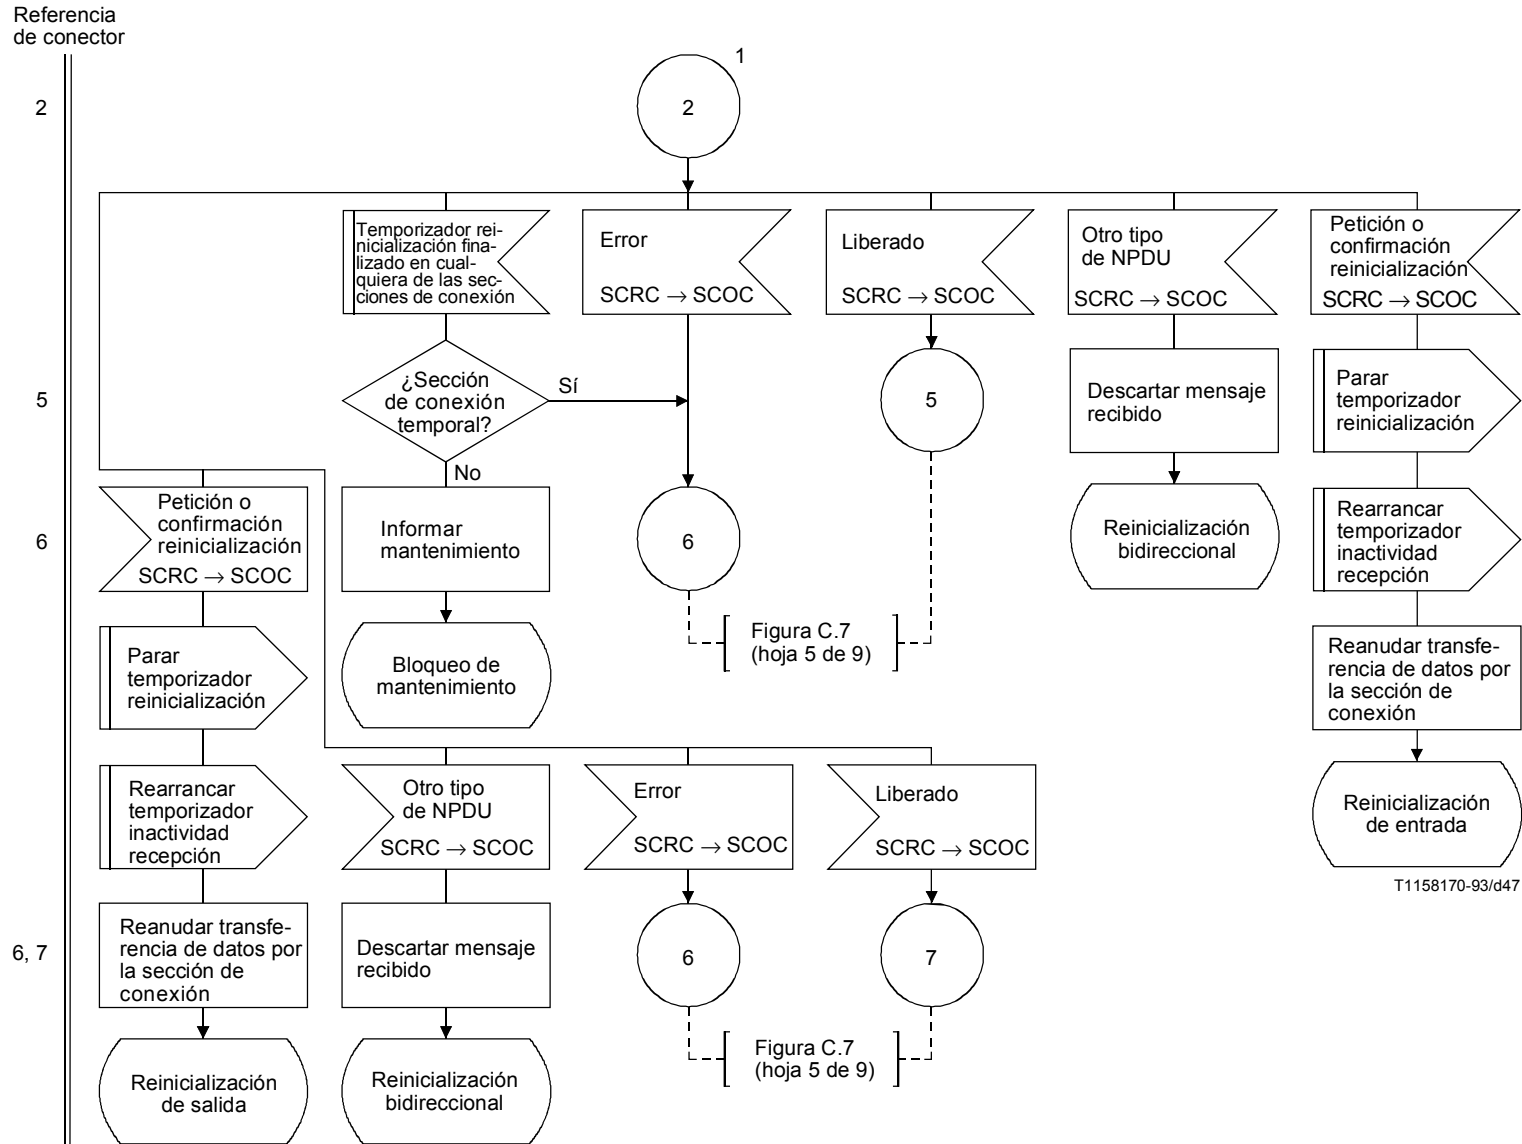 Referencia
de conector
1
2
2
Temporizador rei-
nicialización fina-
lizado en cual-
quiera de las sec-
ciones de conexión
Error
SCRC → SCOC
Liberado
SCRC → SCOC
Otro tipo
de NPDU
SCRC → SCOC
Petición o
confirmación
reinicialización
SCRC → SCOC
5
¿Sección
de conexión
temporal?
Sí
No
5
Descartar mensaje
recibido
Parar
temporizador
reinicialización
6
Petición o
confirmación
reinicialización
SCRC → SCOC
Informar
mantenimiento
6
Reinicialización
bidireccional
Rearrancar
temporizador
inactividad
recepción
Figura C.7
(hoja 5 de 9)
Parar
temporizador
reinicialización
Bloqueo de
mantenimiento
Reanudar transfe-
rencia de datos por
la sección de
conexión
Rearrancar
temporizador
inactividad
recepción
Otro tipo
de NPDU
SCRC → SCOC
Error
SCRC → SCOC
Liberado
SCRC → SCOC
Reinicialización
de entrada
T1158170-93/d47
6, 7
Reanudar transfe-
rencia de datos por
la sección de
conexión
Descartar mensaje
recibido
6
7
Figura C.7
(hoja 5 de 9)
Reinicialización
de salida
Reinicialización
bidireccional